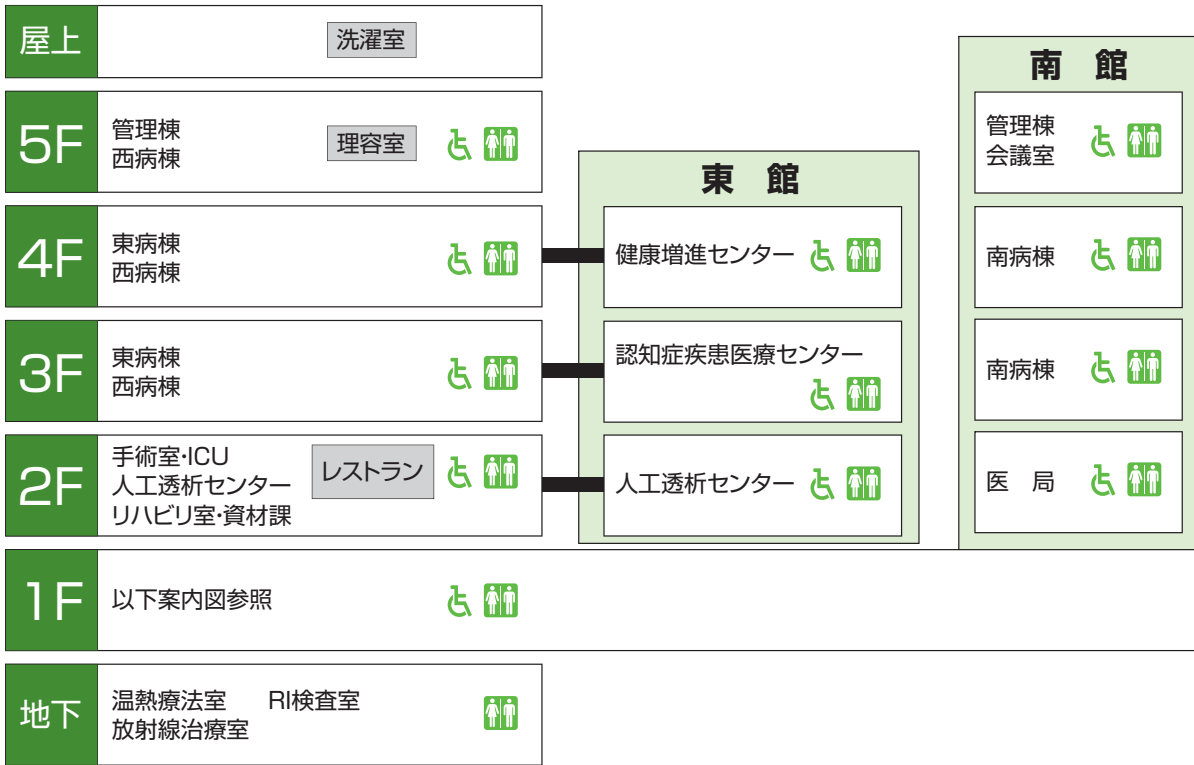 屋上
洗濯室
南 館
5F
管理棟
西病棟
理容室
管理棟
会議室
東 館
4F
東病棟
西病棟
健康増進センター
南病棟
3F
東病棟
西病棟
認知症疾患医療センター
南病棟
2F
手術室・ICU
人工透析センター
リハビリ室・資材課
レストラン
人工透析センター
医 局
1F
以下案内図参照
地下
温熱療法室 RI検査室
放射線治療室